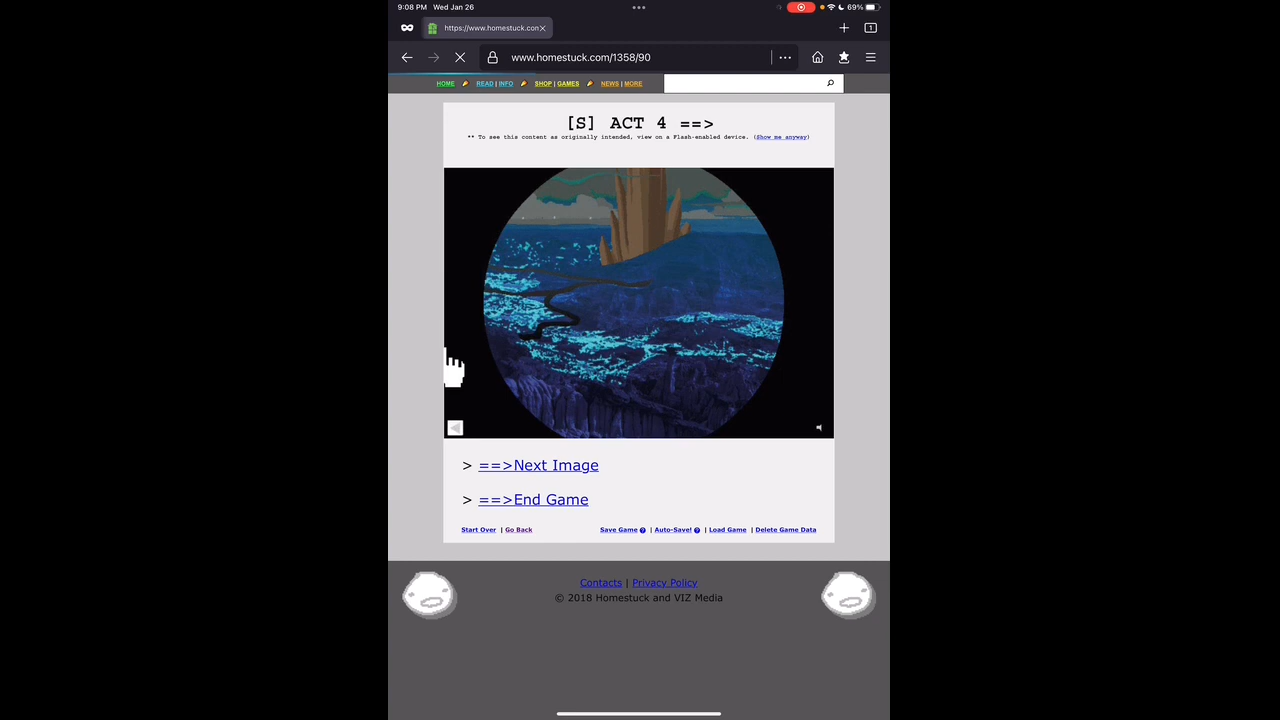 9:08 PM Wed Jan 26
69%
https://www.homestuck.com
1
www.homestuck.com/1358/90
HOME READ | INFO SHOP | GAMES NEWS | MORE
[S] ACT 4 ==>
** To see this content as originally intended, view on a Flash-enabled device. (Show me anyway)
> ==>Next Image
> ==>End Game
Start Over | Go Back Save Game ? | Auto-Save! ? | Load Game | Delete Game Data
Contacts | Privacy Policy
© 2018 Homestuck and VIZ Media